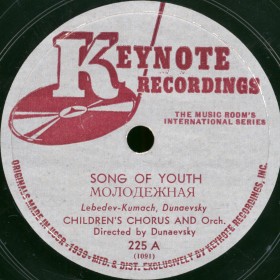 KEYNOTE
RECORDINGS
THE MUSIC ROOM'S
INTERNATIONAL SERIES
SONG OF YOUTH
МОЛОДЕЖНАЯ
Lebedev-Kumach, Dunaevsky
CHILDREN'S CHORUS AND Orch.
Directed by Dunaevsky
225 A
(1091)
ORIGINALS MADE IN USSR-1938-MFD. & DIST. EXCLUSIVELY BY KEYNOTE RECORDINGS, INC.